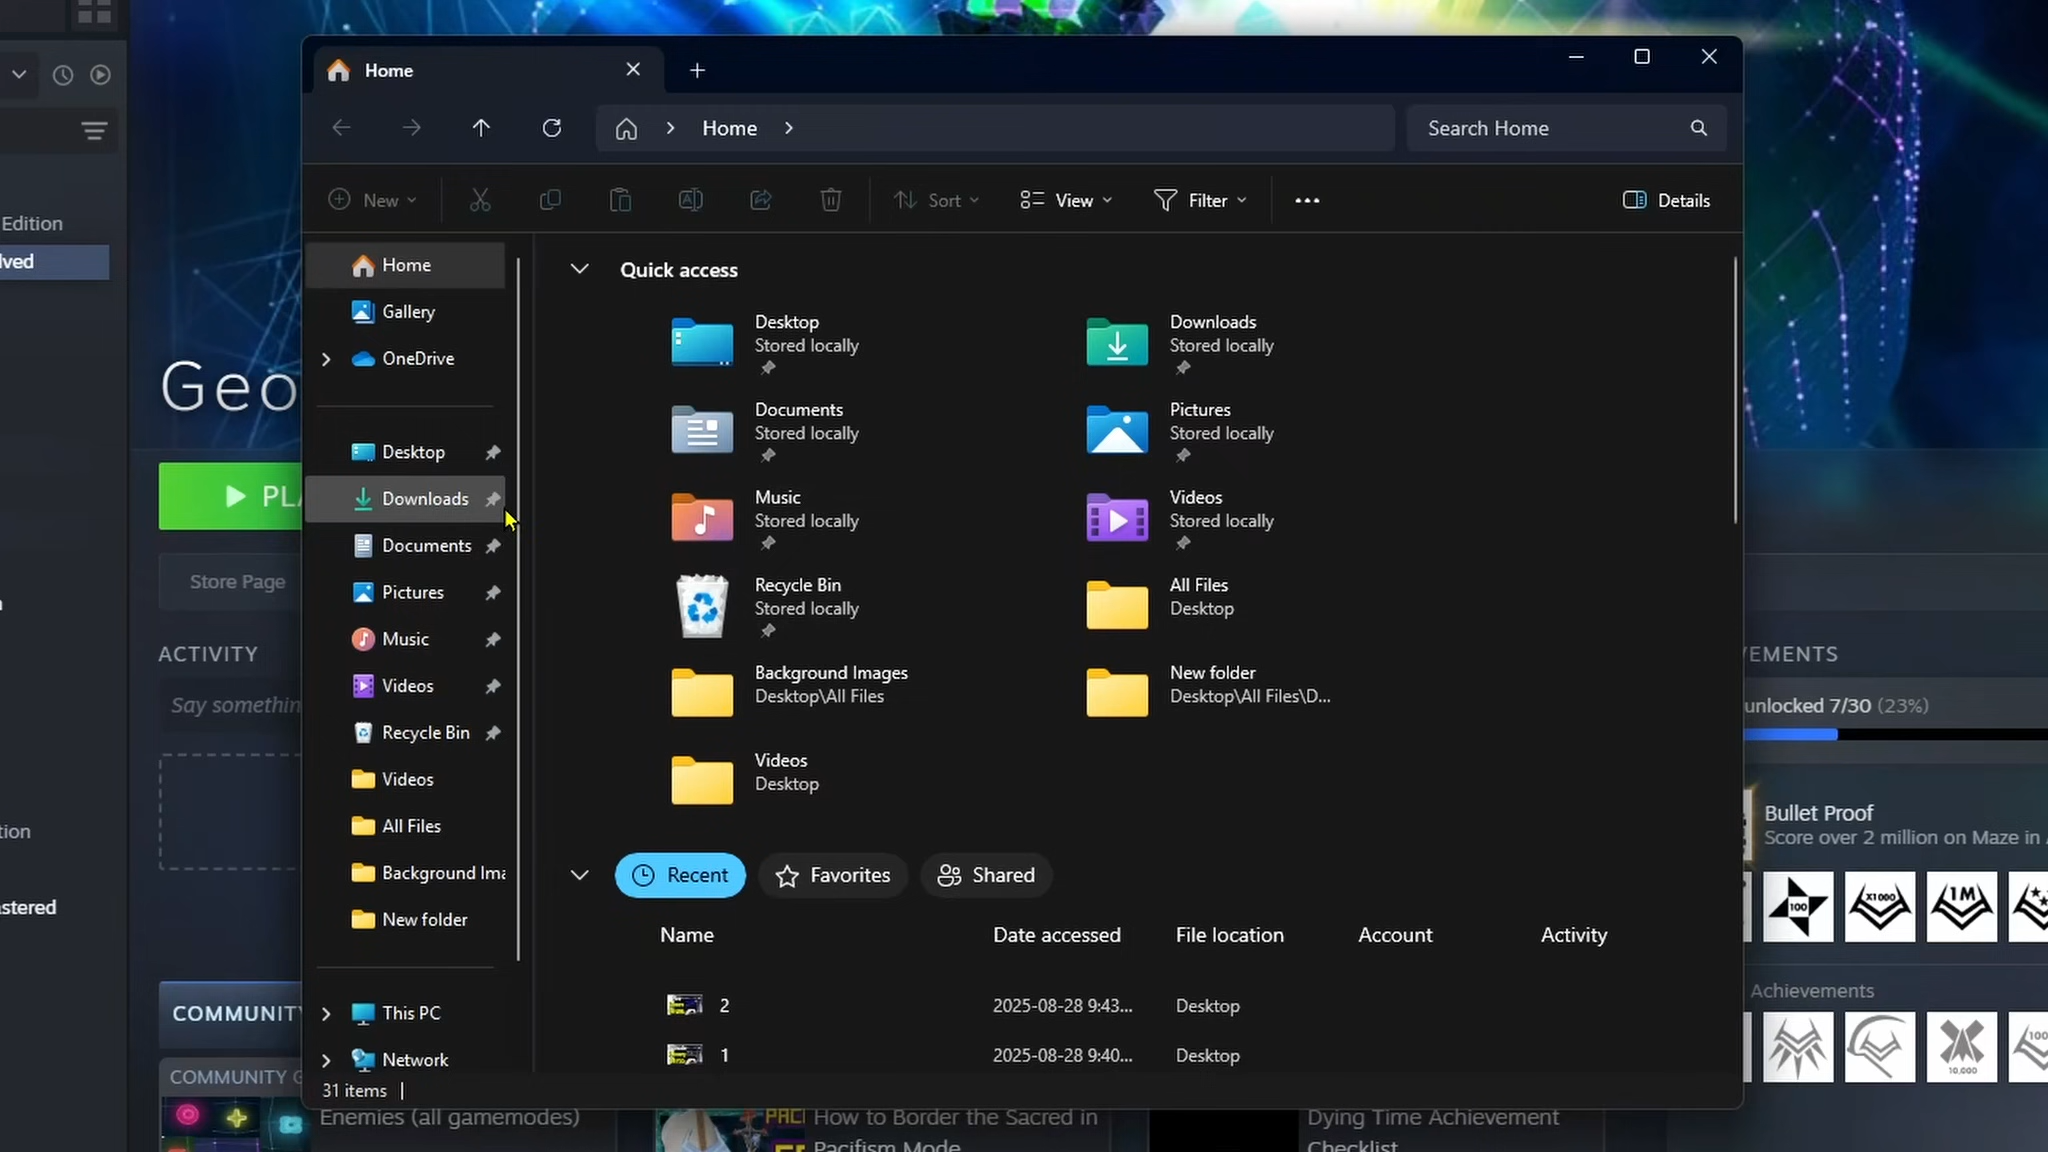 Home
Home
Search Home
New
Sort
View
Filter
Details
Edition
lved
Geo
PLA
Store Page
ACTIVITY
Say somethin
tion
stered
COMMUNITY
COMMUNITY G
Home
Gallery
OneDrive
Desktop
Downloads
Documents
Pictures
Music
Videos
Recycle Bin
Videos
All Files
Background Ima
New folder
This PC
Network
31 items
Quick access
Desktop
Stored locally
Downloads
Stored locally
Documents
Stored locally
Pictures
Stored locally
Music
Stored locally
Videos
Stored locally
Recycle Bin
Stored locally
All Files
Desktop
Background Images
Desktop\All Files
New folder
Desktop\All Files\D...
Videos
Desktop
Recent
Favorites
Shared
Name
Date accessed
File location
Account
Activity
2
2025-08-28 9:43...
Desktop
1
2025-08-28 9:40...
Desktop
VEMENTS
unlocked 7/30 (23%)
Bullet Proof
Score over 2 million on Maze in
100
X1000
1M
Achievements
10,000
100
Enemies (all gamemodes)
How to Border the Sacred in
Pacifism Mode
Dying Time Achievement
Checklist